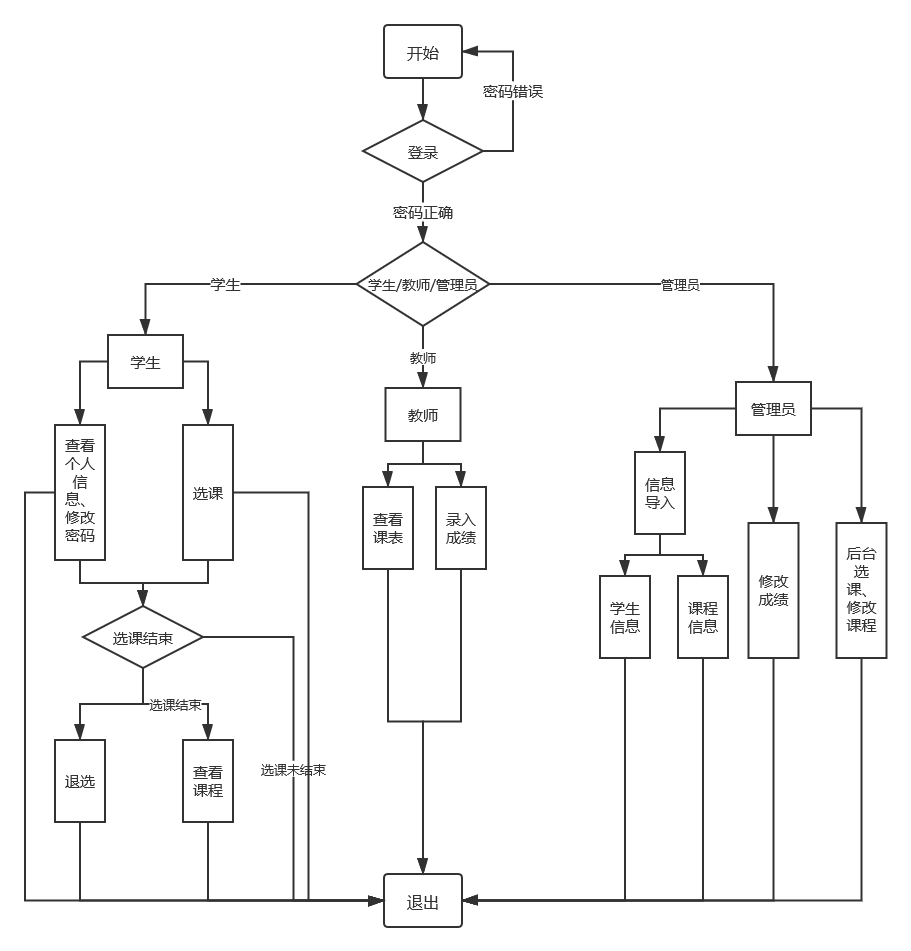 开始
密码错误
登录
密码正确
学生/教师/管理员
学生
管理员
学生
教师
教师
管理员
查看
个人
信
息、
修改
密码
选课
查看
课表
录入
成绩
信息
导入
学生
信息
课程
信息
修改
成绩
后台
选
课、
修改
课程
选课结束
选课结束
退选
查看
课程
选课未结束
退出